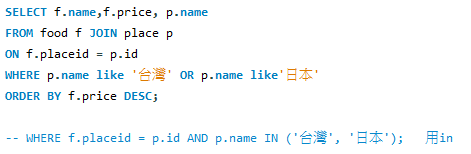 SELECT f.name,f.price, p.name
FROM food f JOIN place p
ON f.placeid = p.id
WHERE p.name like '台灣' OR p.name like'日本'
ORDER BY f.price DESC;
-- WHERE f.placeid = p.id AND p.name IN ('台灣', '日本'); 用in